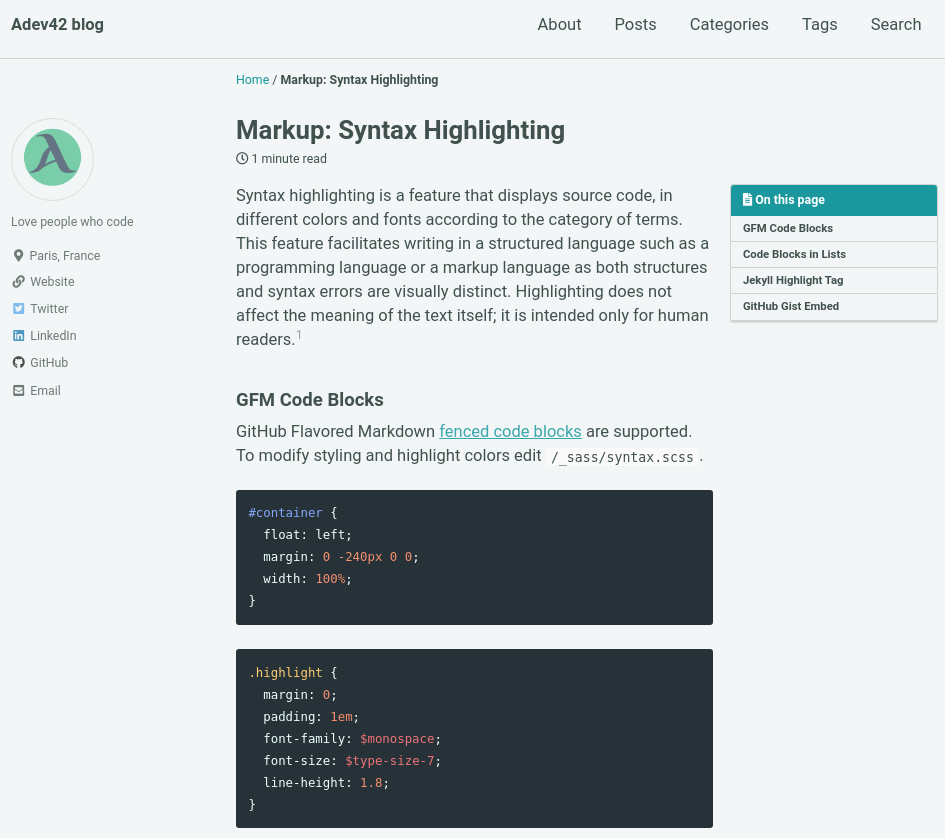 Adev42 blog
About Posts Categories Tags Search
Home / Markup: Syntax Highlighting
Markup: Syntax Highlighting
1 minute read
Love people who code
Paris, France
Website
Twitter
LinkedIn
GitHub
Email
Syntax highlighting is a feature that displays source code, in
different colors and fonts according to the category of terms.
This feature facilitates writing in a structured language such as a
programming language or a markup language as both structures
and syntax errors are visually distinct. Highlighting does not
affect the meaning of the text itself; it is intended only for human
readers.1
On this page
GFM Code Blocks
Code Blocks in Lists
Jekyll Highlight Tag
GitHub Gist Embed
GFM Code Blocks
GitHub Flavored Markdown fenced code blocks are supported.
To modify styling and highlight colors edit /_sass/syntax.scss .
#container {
  float: left;
  margin: 0 -240px 0 0;
  width: 100%;
}
.highlight {
  margin: 0;
  padding: 1em;
  font-family: $monospace;
  font-size: $type-size-7;
  line-height: 1.8;
}